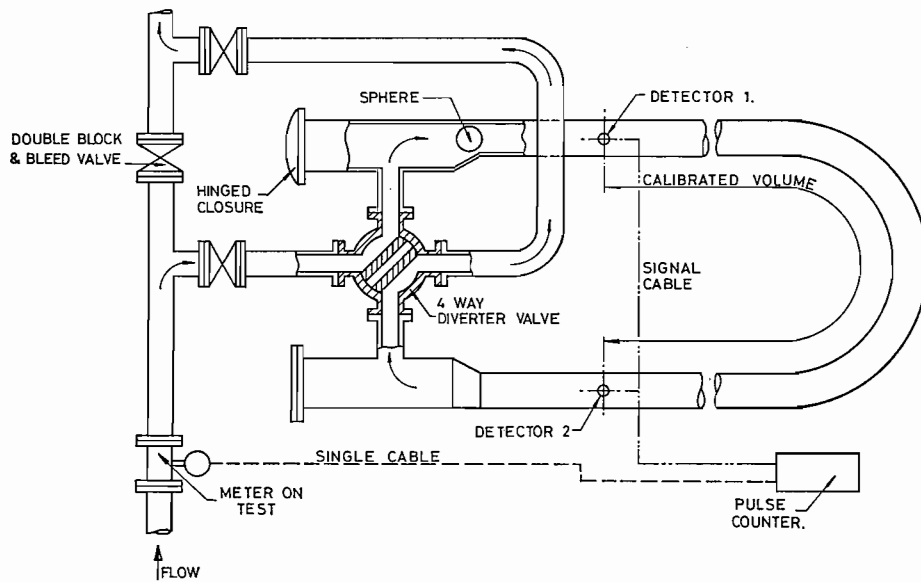 SPHERE
DETECTOR 1.
DOUBLE BLOCK
& BLEED VALVE
HINGED
CLOSURE
CALIBRATED VOLUME
SIGNAL
CABLE
4 WAY
DIVERTER VALVE
DETECTOR 2
SINGLE CABLE
METER ON
TEST
PULSE
COUNTER.
FLOW